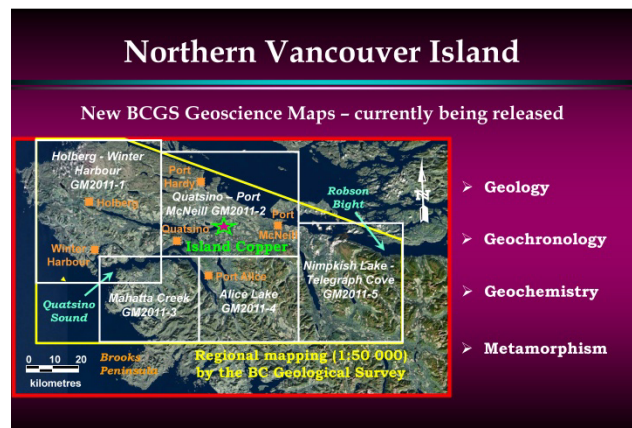 Northern Vancouver Island
New BCGS Geoscience Maps – currently being released
Holberg - Winter
Harbour
GM2011-1
Port
Hardy
Holberg
Quatsino – Port
McNeill GM2011-2
Robson
Bight
N
Port
McNeill
Quatsino
Island Copper
Winter
Harbour
Port Alice
Nimpkish Lake -
Telegraph Cove
GM2011-5
Quatsino
Sound
Mahatta Creek
GM2011-3
Alice Lake
GM2011-4
0 10 20
kilometres
Brooks
Peninsula
Regional mapping (1:50 000)
by the BC Geological Survey
➢ Geology
➢ Geochronology
➢ Geochemistry
➢ Metamorphism